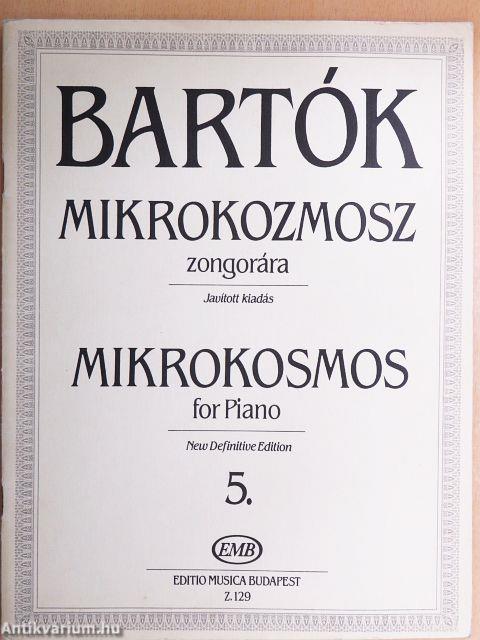 BARTÓK
MIKROKOZMOSZ
zongorára
Javított kiadás
MIKROKOSMOS
for Piano
New Definitive Edition
5.
EMB
EDITIO MUSICA BUDAPEST
Z.129
Antikvarium.hu